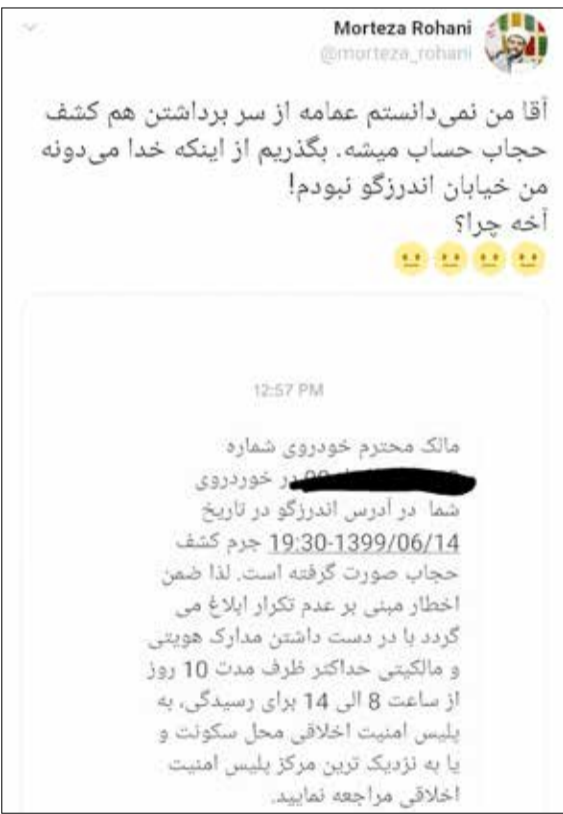 Morteza Rohani
@morteza_rohani
آقا من نمی‌دانستم عمامه از سر برداشتن هم کشف
حجاب حساب میشه. بگذریم از اینکه خدا می‌دونه
من خیابان اندرزگو نبودم!
آخه چرا؟
😐😐😐😐
12:57 PM
مالک محترم خودروی شماره
در خوردروی
شما در آدرس اندرزگو در تاریخ
19:30-1399/06/14 جرم کشف
حجاب صورت گرفته است. لذا ضمن
اخطار مبنی بر عدم تکرار ابلاغ می
گردد با در دست داشتن مدارک هویتی
و مالکیتی حداکثر ظرف مدت 10 روز
از ساعت 8 الی 14 برای رسیدگی، به
پلیس امنیت اخلاقی محل سکونت و
یا به نزدیک ترین مرکز پلیس امنیت
اخلاقی مراجعه نمایید.